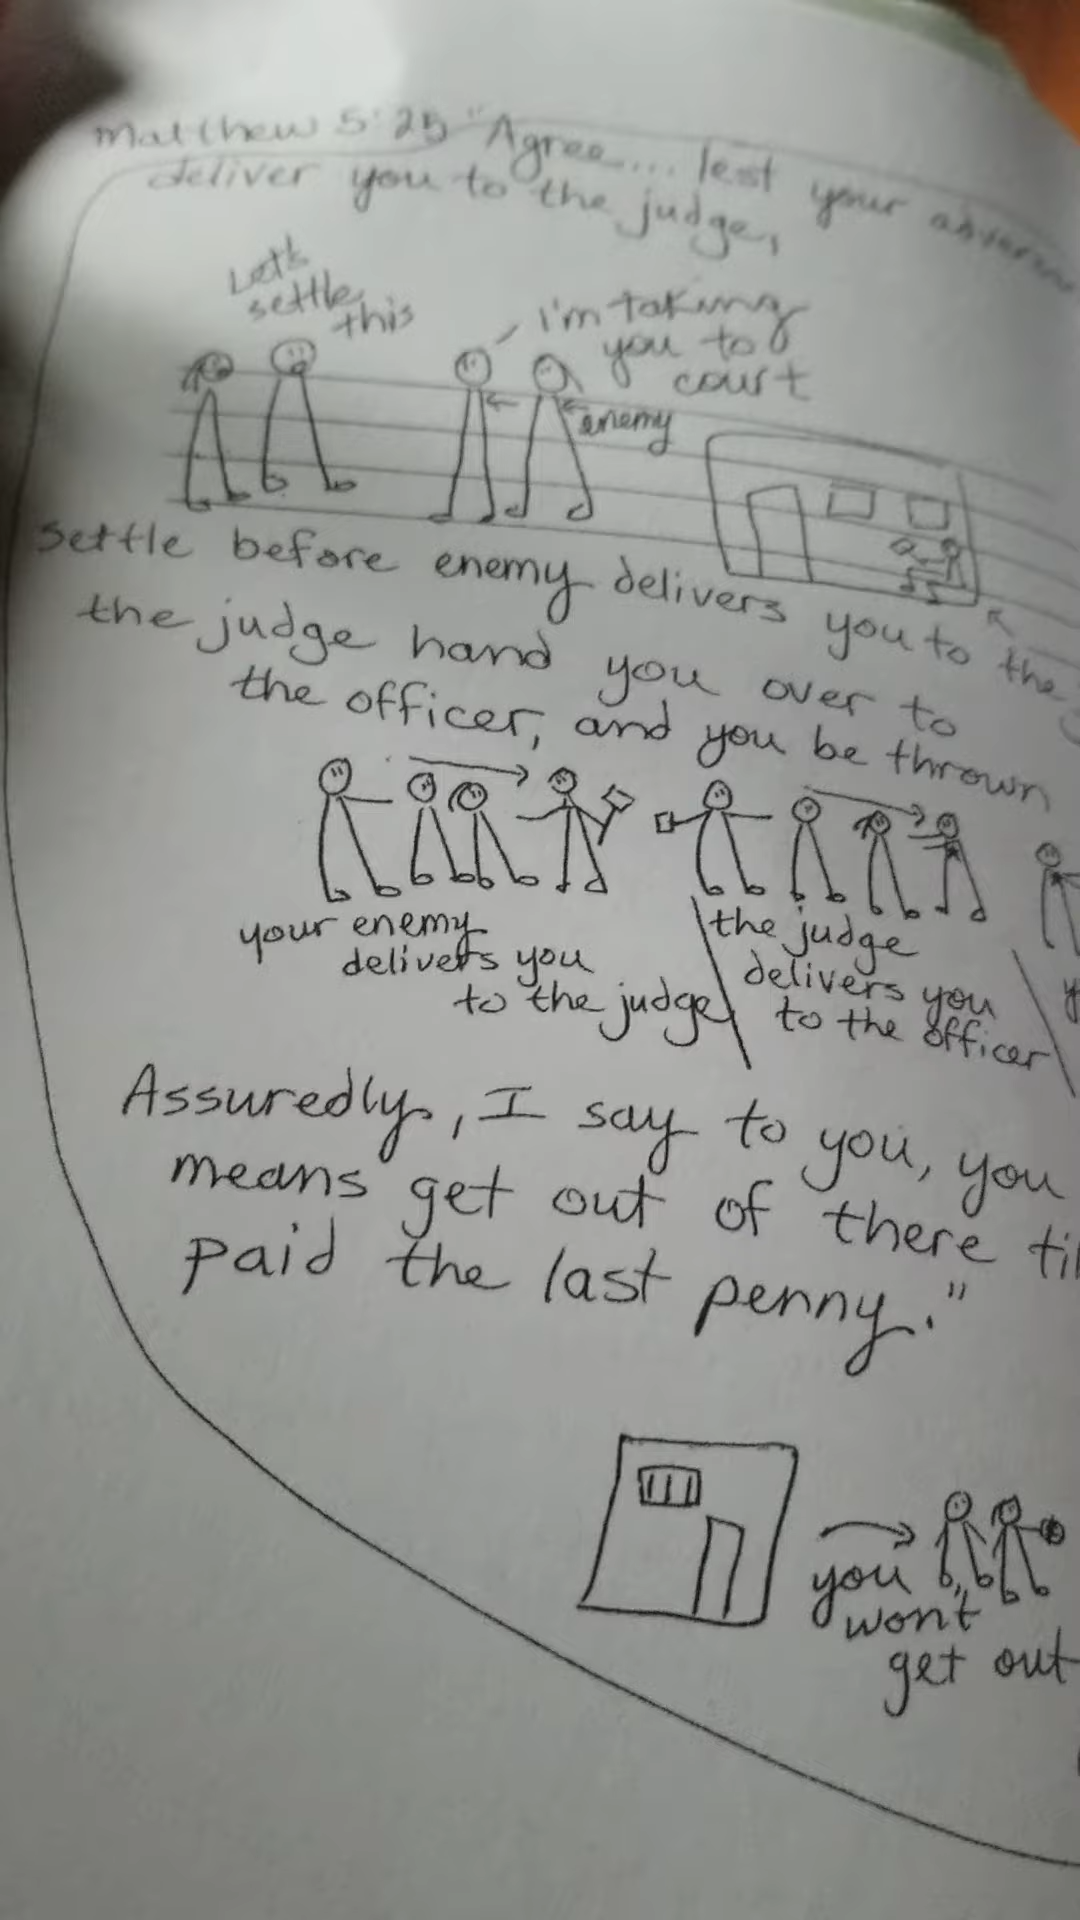 Matthew 5:25 "Agree... lest your
deliver you to the judge,
Let's
settle
this
i'm taking
you to
court
enemy
settle before enemy delivers you to the
the judge hand you over to
the officer, and you be thrown
your enemy
delivers you
to the judge
the judge
delivers you
to the officer
Assuredly, I say to you, you
means get out of there
paid the last penny."
you
won't
get out